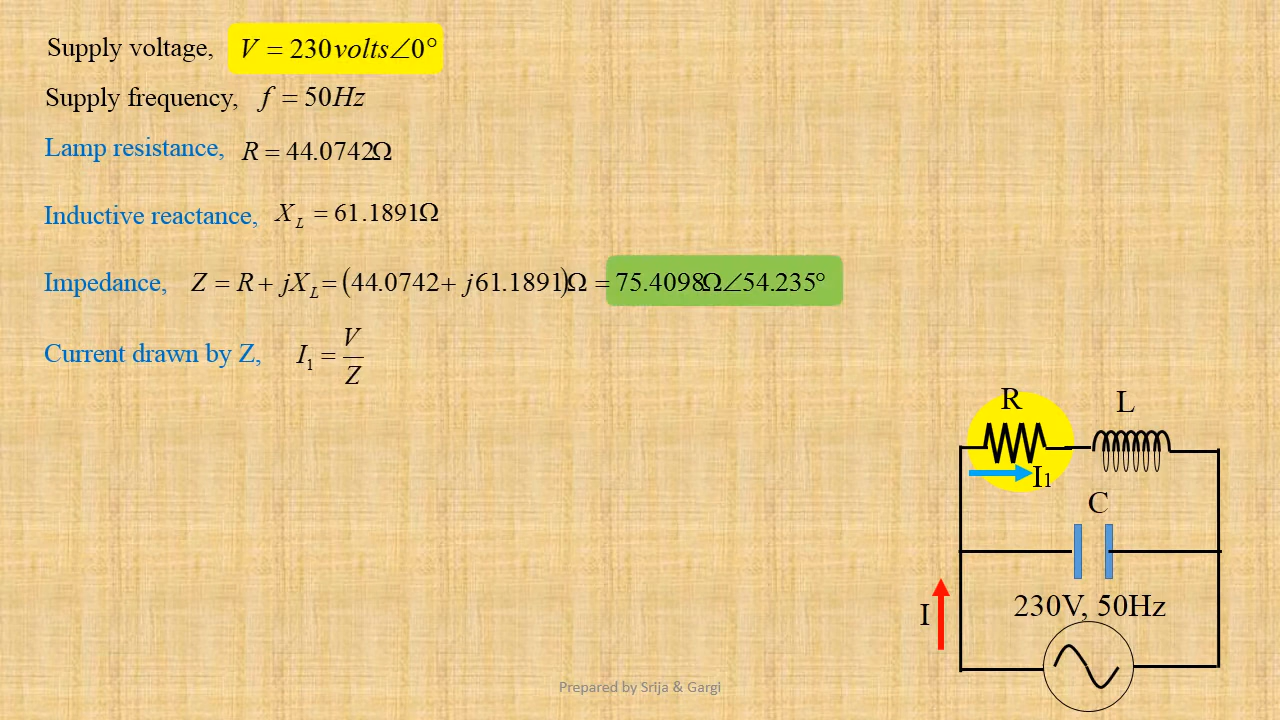 Supply voltage, V = 230volts∠0°
Supply frequency, f = 50Hz
Lamp resistance, R = 44.0742Ω
Inductive reactance, X_L = 61.1891Ω
Impedance, Z = R + jX_L = (44.0742 + j61.1891)Ω = 75.4098Ω∠54.235°
Current drawn by Z, I₁ = V/Z
R
L
I₁
C
I
230V, 50Hz
Prepared by Srija & Gargi